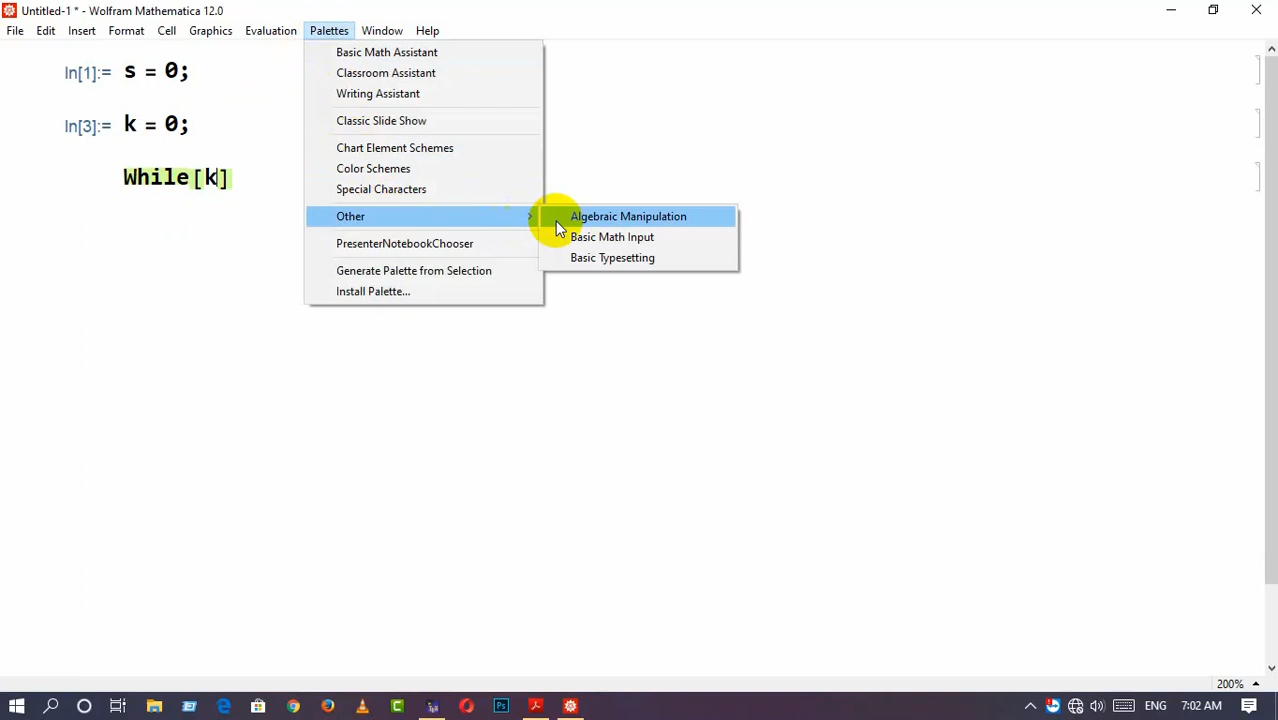 Untitled-1 * - Wolfram Mathematica 12.0
File Edit Insert Format Cell Graphics Evaluation Palettes Window Help
Basic Math Assistant
In[1]:= s = 0;
Classroom Assistant
Writing Assistant
Classic Slide Show
In[3]:= k = 0;
Chart Element Schemes
Color Schemes
While[k]
Special Characters
Other > Algebraic Manipulation
Basic Math Input
PresenterNotebookChooser
Basic Typesetting
Generate Palette from Selection
Install Palette...
200%
Ps
ENG 7:02 AM